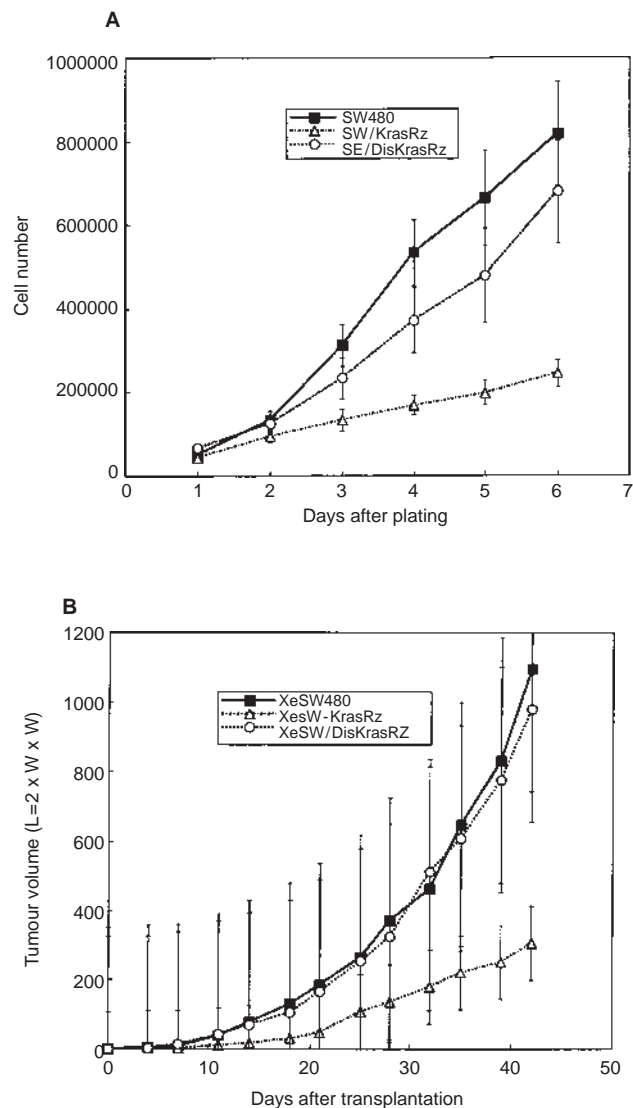 A
1000000
800000
600000
400000
200000
0
Cell number
SW480
SW/KrasRz
SE/DisKrasRz
0 1 2 3 4 5 6 7
Days after plating
B
1200
1000
800
600
400
200
0
Tumour volume (L=2 x W x W)
XeSW480
XesW-KrasRz
XeSW/DisKrasRZ
0 10 20 30 40 50
Days after transplantation